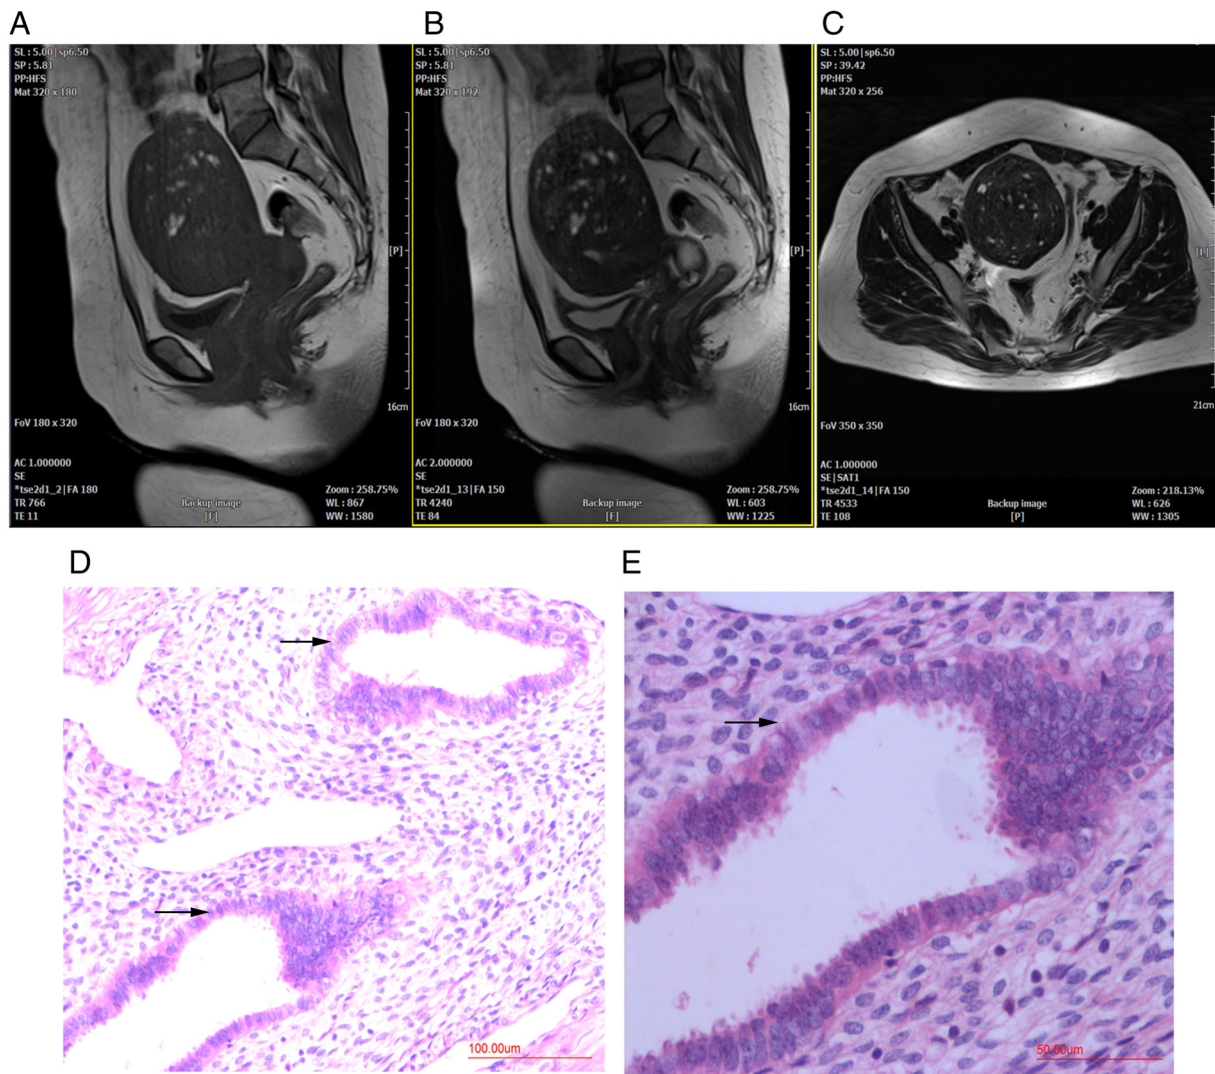 A
B
C
SL : 5.00|sp6.50
SP : 5.81
PP:HFS
Mat 320 x 180
[P]
16cm
FoV 180 x 320
AC 1.000000
SE
*tse2d1_2|FA 180
TR 766
TE 11
Backup image
[F]
Zoom : 258.75%
WL : 867
WW : 1580
SL : 5.00|sp6.50
SP : 5.81
PP:HFS
Mat 320 x 192
[P]
16cm
FoV 180 x 320
AC 2.000000
SE
*tse2d1_13|FA 150
TR 4240
TE 84
Backup image
[F]
Zoom : 258.75%
WL : 603
WW : 1225
SL : 5.00|sp6.50
SP : 39.42
PP:HFS
Mat 320 x 256
[L]
21cm
FoV 350 x 350
AC 1.000000
SE|SAT1
*tse2d1_14|FA 150
TR 4533
TE 108
Backup image
[P]
Zoom : 218.13%
WL : 626
WW : 1305
D
E
100.00um
50.00um